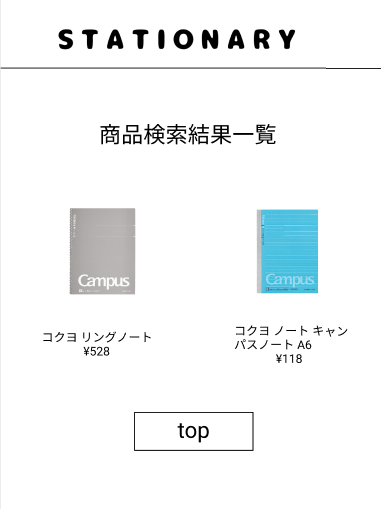 STATIONARY
商品検索結果一覧
Campus
Campus
コクヨ リングノート
¥528
コクヨ ノート キャン
パスノート A6
¥118
top